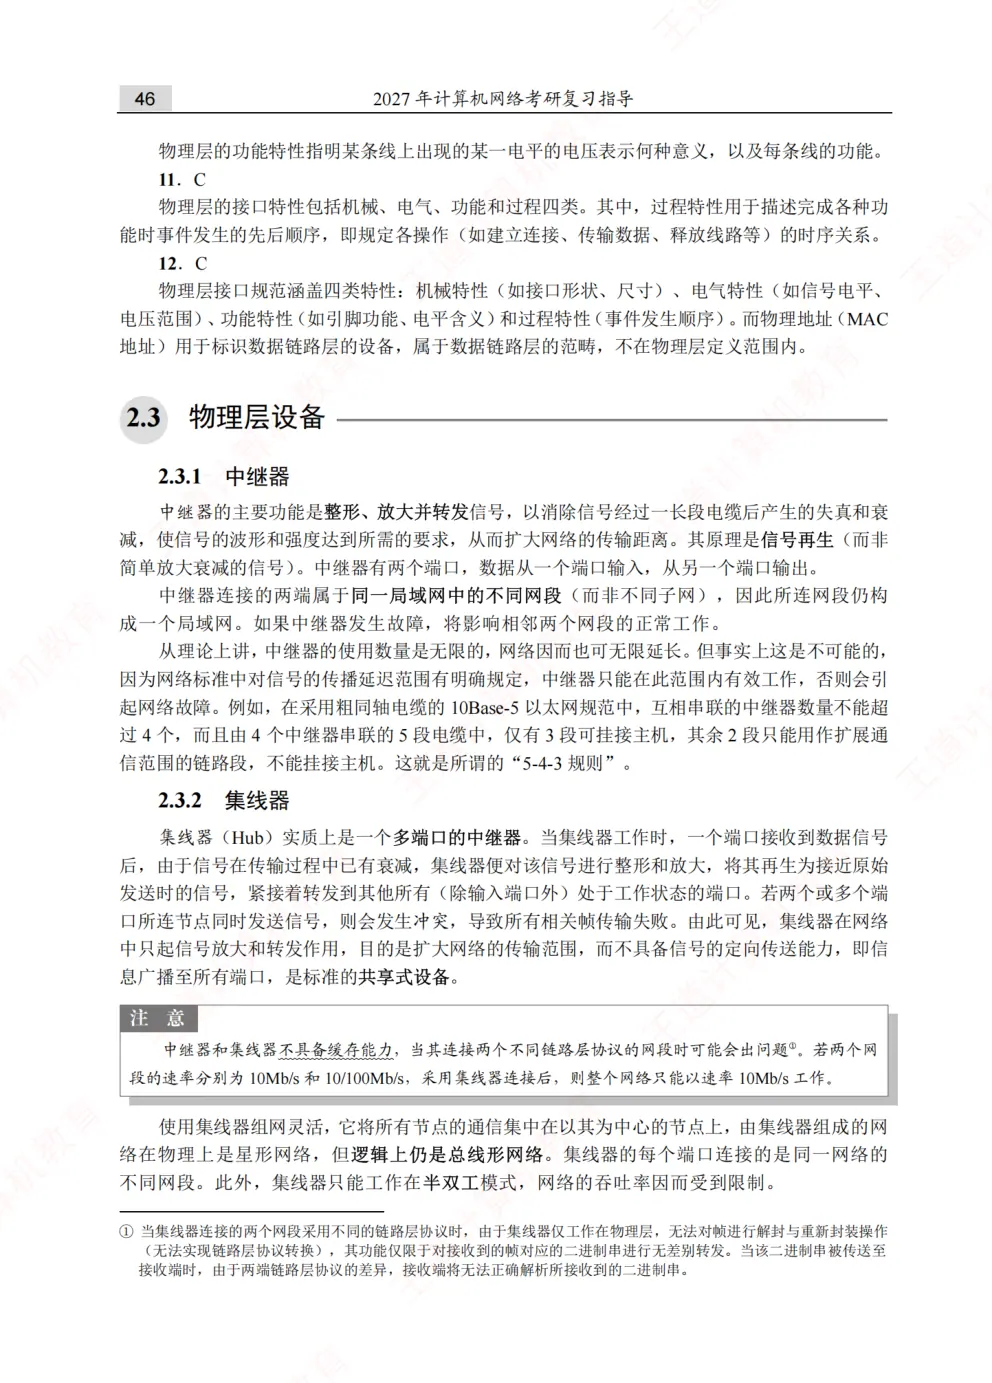 46
2027 年计算机网络考研复习指导
物理层的功能特性指明某条线上出现的某一电平的电压表示何种意义，以及每条线的功能。
11．C
物理层的接口特性包括机械、电气、功能和过程四类。其中，过程特性用于描述完成各种功
能时事件发生的先后顺序，即规定各操作（如建立连接、传输数据、释放线路等）的时序关系。
12．C
物理层接口规范涵盖四类特性：机械特性（如接口形状、尺寸）、电气特性（如信号电平、
电压范围）、功能特性（如引脚功能、电平含义）和过程特性（事件发生顺序）。而物理地址（MAC
地址）用于标识数据链路层的设备，属于数据链路层的范畴，不在物理层定义范围内。
2.3 物理层设备
2.3.1 中继器
中继器的主要功能是整形、放大并转发信号，以消除信号经过一长段电缆后产生的失真和衰
减，使信号的波形和强度达到所需的要求，从而扩大网络的传输距离。其原理是信号再生（而非
简单放大衰减的信号）。中继器有两个端口，数据从一个端口输入，从另一个端口输出。
中继器连接的两端属于同一局域网中的不同网段（而非不同子网），因此所连网段仍构
成一个局域网。如果中继器发生故障，将影响相邻两个网段的正常工作。
从理论上讲，中继器的使用数量是无限的，网络因而也可无限延长。但事实上这是不可能的，
因为网络标准中对信号的传播延迟范围有明确规定，中继器只能在此范围内有效工作，否则会引
起网络故障。例如，在采用粗同轴电缆的 10Base-5 以太网规范中，互相串联的中继器数量不能超
过 4 个，而且由 4 个中继器串联的 5 段电缆中，仅有 3 段可挂接主机，其余 2 段只能用作扩展通
信范围的链路段，不能挂接主机。这就是所谓的“5-4-3 规则”。
2.3.2 集线器
集线器（Hub）实质上是一个多端口的中继器。当集线器工作时，一个端口接收到数据信号
后，由于信号在传输过程中已有衰减，集线器便对该信号进行整形和放大，将其再生为接近原始
发送时的信号，紧接着转发到其他所有（除输入端口外）处于工作状态的端口。若两个或多个端
口所连节点同时发送信号，则会发生冲突，导致所有相关帧传输失败。由此可见，集线器在网络
中只起信号放大和转发作用，目的是扩大网络的传输范围，而不具备信号的定向传送能力，即信
息广播至所有端口，是标准的共享式设备。
注 意
中继器和集线器不具备缓存能力，当其连接两个不同链路层协议的网段时可能会出问题①。若两个网
段的速率分别为 10Mb/s 和 10/100Mb/s，采用集线器连接后，则整个网络只能以速率 10Mb/s 工作。
使用集线器组网灵活，它将所有节点的通信集中在以其为中心的节点上，由集线器组成的网
络在物理上是星形网络，但逻辑上仍是总线形网络。集线器的每个端口连接的是同一网络的
不同网段。此外，集线器只能工作在半双工模式，网络的吞吐率因而受到限制。
① 当集线器连接的两个网段采用不同的链路层协议时，由于集线器仅工作在物理层，无法对帧进行解封与重新封装操作
（无法实现链路层协议转换），其功能仅限于对接收到的帧对应的二进制串进行无差别转发。当该二进制串被传送至
接收端时，由于两端链路层协议的差异，接收端将无法正确解析所接收到的二进制串。